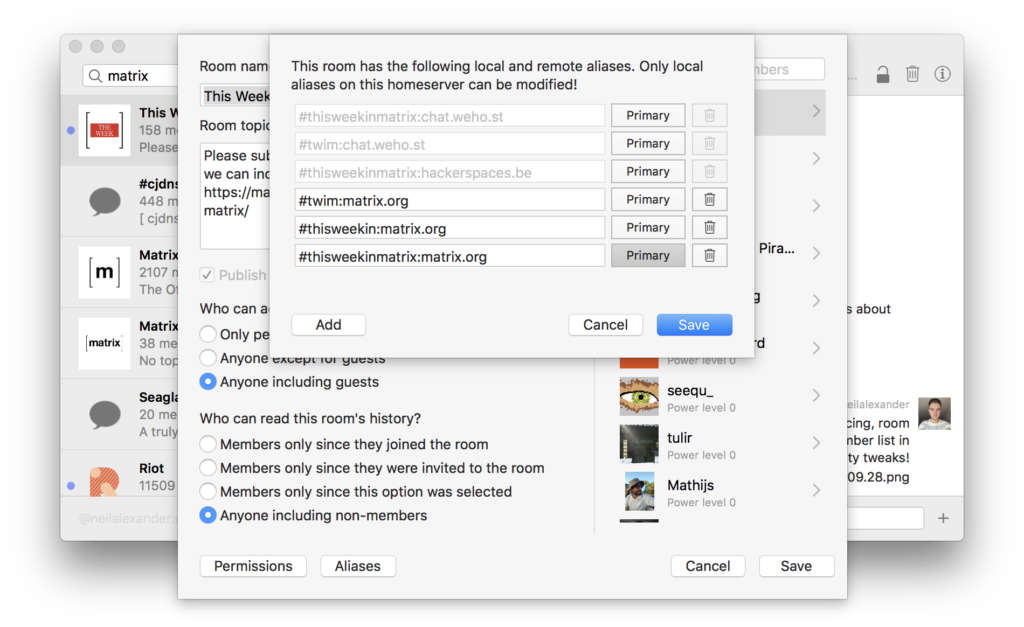 matrix
This W
158 me
Please
#cjdns
448 m
[ cjdns
[m]
Matrix
2107 m
The Of
[matrix]
Matrix
38 me
No top
Seagla
20 me
A truly
Riot
11509
@neilalexander:
THE
WEEK
Room name
This Week
Room topic
Please sub
we can inc
https://ma
matrix/
Publish
Who can a
Only pe
Anyone except for guests
Anyone including guests
Who can read this room's history?
Members only since they joined the room
Members only since they were invited to the room
Members only since this option was selected
Anyone including non-members
Permissions
Aliases
Cancel
Save
This room has the following local and remote aliases. Only local
aliases on this homeserver can be modified!
#thisweekinmatrix:chat.weho.st
Primary
#twim:chat.weho.st
Primary
#thisweekinmatrix:hackerspaces.be
Primary
#twim:matrix.org
Primary
#thisweekin:matrix.org
Primary
#thisweekinmatrix:matrix.org
Primary
Add
Cancel
Save
mbers
Pira...
g
rd
Power level 0
seequ_
Power level 0
tulir
Power level 0
Mathijs
Power level 0
...
s about
eilalexander
cing, room
mber list in
ty tweaks!
09.28.png
+